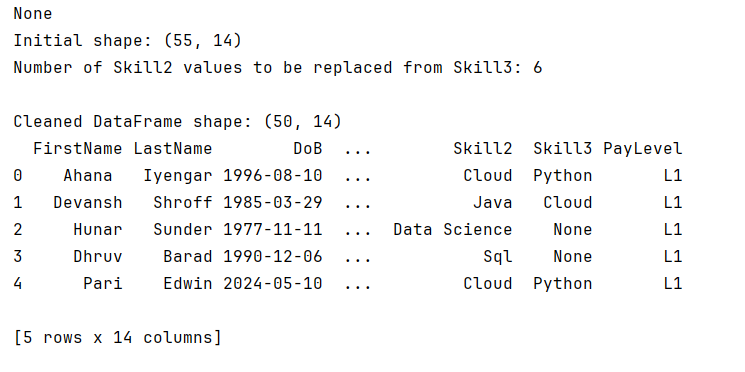 None
Initial shape: (55, 14)
Number of Skill2 values to be replaced from Skill3: 6
Cleaned DataFrame shape: (50, 14)
FirstName LastName DoB ... Skill2 Skill3 PayLevel
0 Ahana Iyengar 1996-08-10 ... Cloud Python L1
1 Devansh Shroff 1985-03-29 ... Java Cloud L1
2 Hunar Sunder 1977-11-11 ... Data Science None L1
3 Dhruv Barad 1990-12-06 ... Sql None L1
4 Pari Edwin 2024-05-10 ... Cloud Python L1
[5 rows x 14 columns]